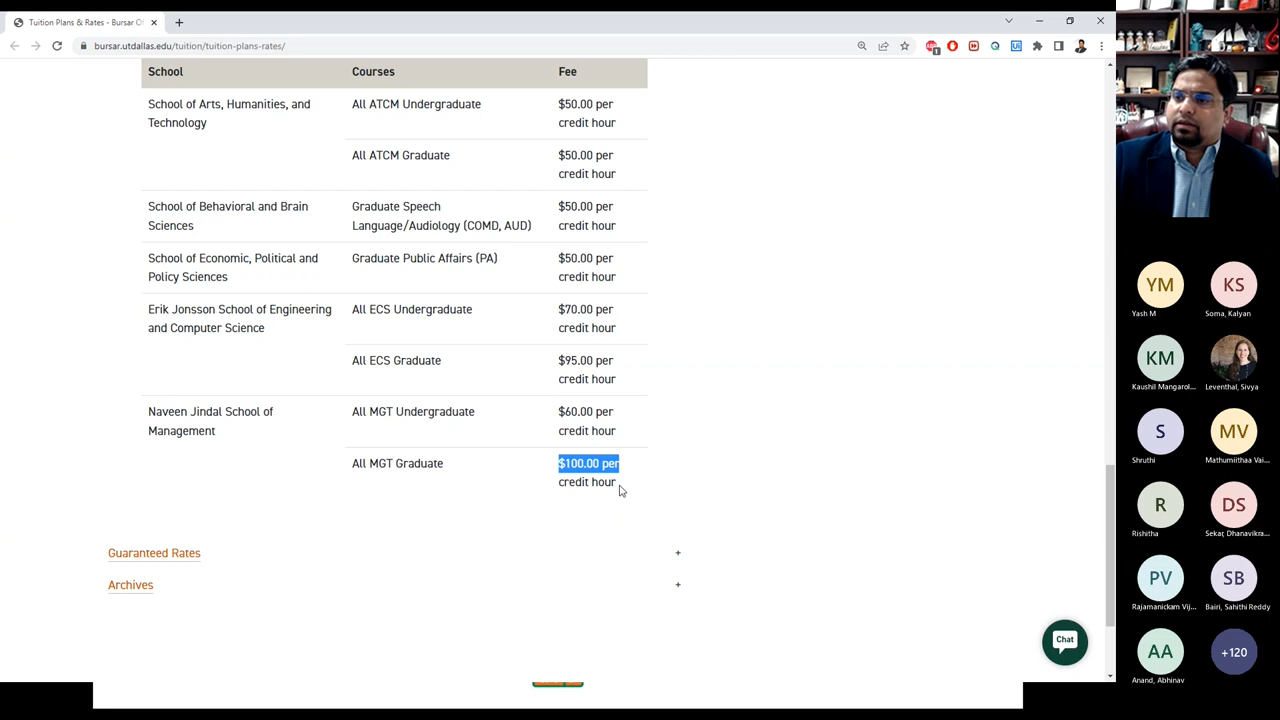 Tuition Plans & Rates - Bursar Of
bursar.utdallas.edu/tuition/tuition-plans-rates/
School Courses Fee
School of Arts, Humanities, and All ATCM Undergraduate $50.00 per
Technology credit hour
All ATCM Graduate $50.00 per
credit hour
School of Behavioral and Brain Graduate Speech $50.00 per
Sciences Language/Audiology (COMD, AUD) credit hour
School of Economic, Political and Graduate Public Affairs (PA) $50.00 per
Policy Sciences credit hour
Erik Jonsson School of Engineering All ECS Undergraduate $70.00 per
and Computer Science credit hour
All ECS Graduate $95.00 per
credit hour
Naveen Jindal School of All MGT Undergraduate $60.00 per
Management credit hour
All MGT Graduate $100.00 per
credit hour
Guaranteed Rates +
Archives +
Chat
YM KS
Yash M Soma, Kalyan
KM
Kaushil Mangarol... Leventhal, Sivya
S MV
Shruthi Mathumiithaa Vai...
R DS
Rishitha Sekar, Dhanavikra...
PV SB
Rajamanickam Vij... Bairi, Sahithi Reddy
AA +120
Anand, Abhinav